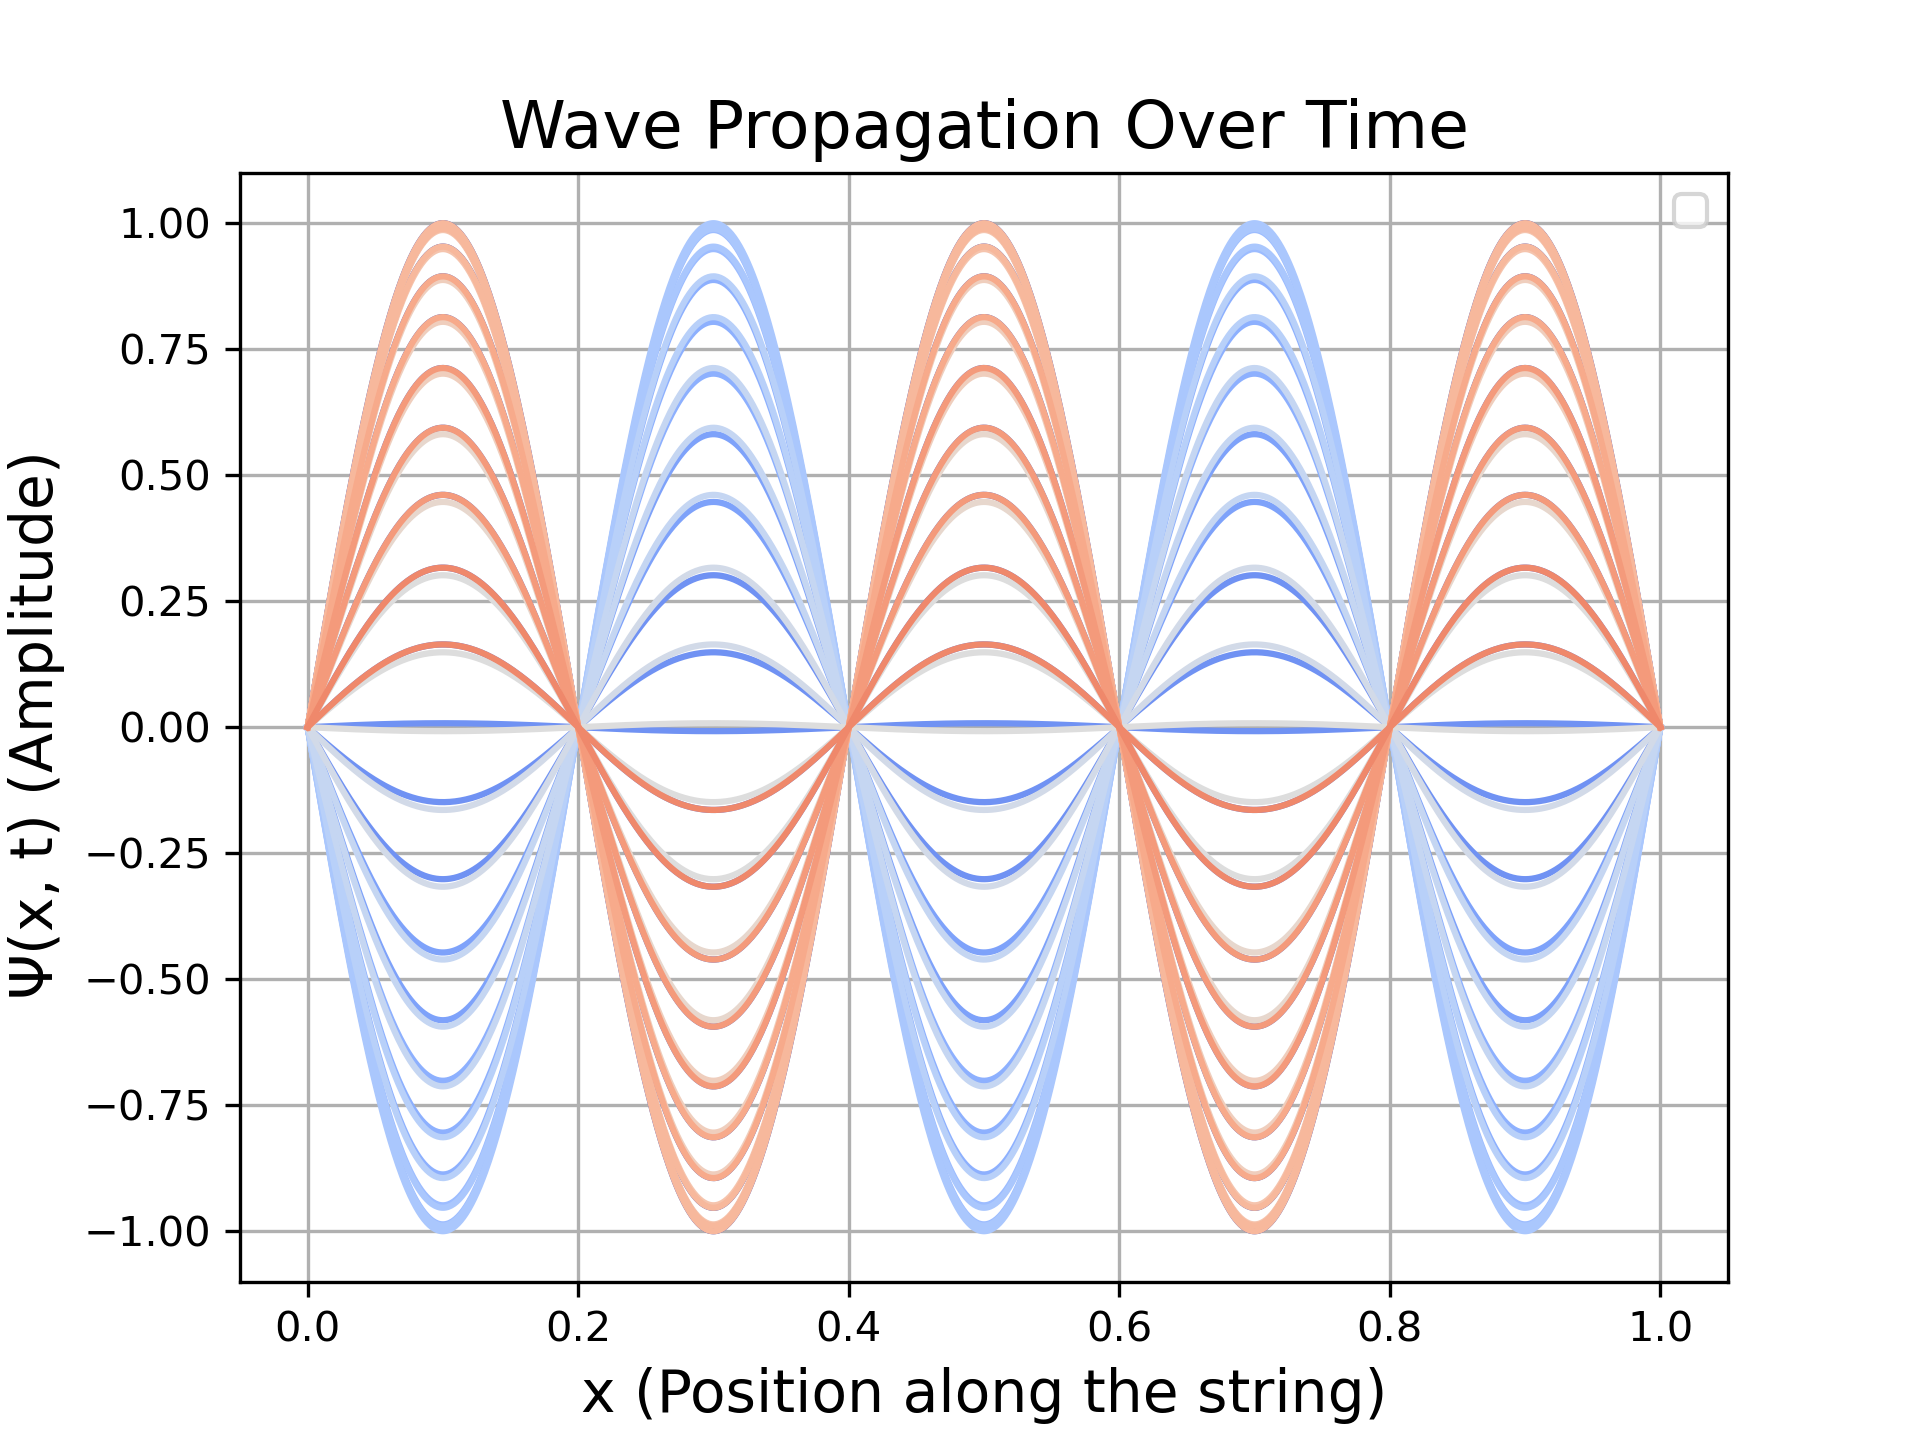 Wave Propagation Over Time
1.00
0.75
0.50
0.25
0.00
−0.25
−0.50
−0.75
−1.00
Ψ(x, t) (Amplitude)
0.0 0.2 0.4 0.6 0.8 1.0
x (Position along the string)